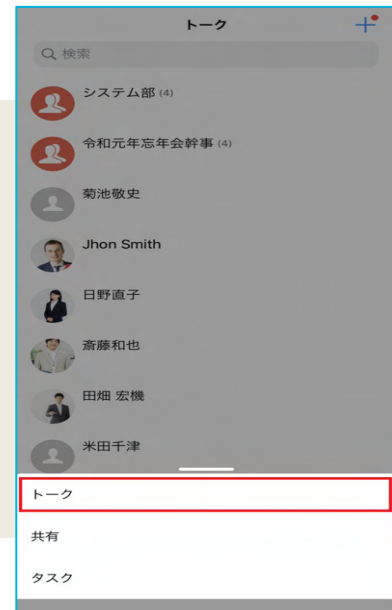 トーク
検索
システム部 (4)
令和元年忘年会幹事 (4)
菊池敬史
Jhon Smith
日野直子
斎藤和也
田畑 宏機
米田千津
トーク
共有
タスク